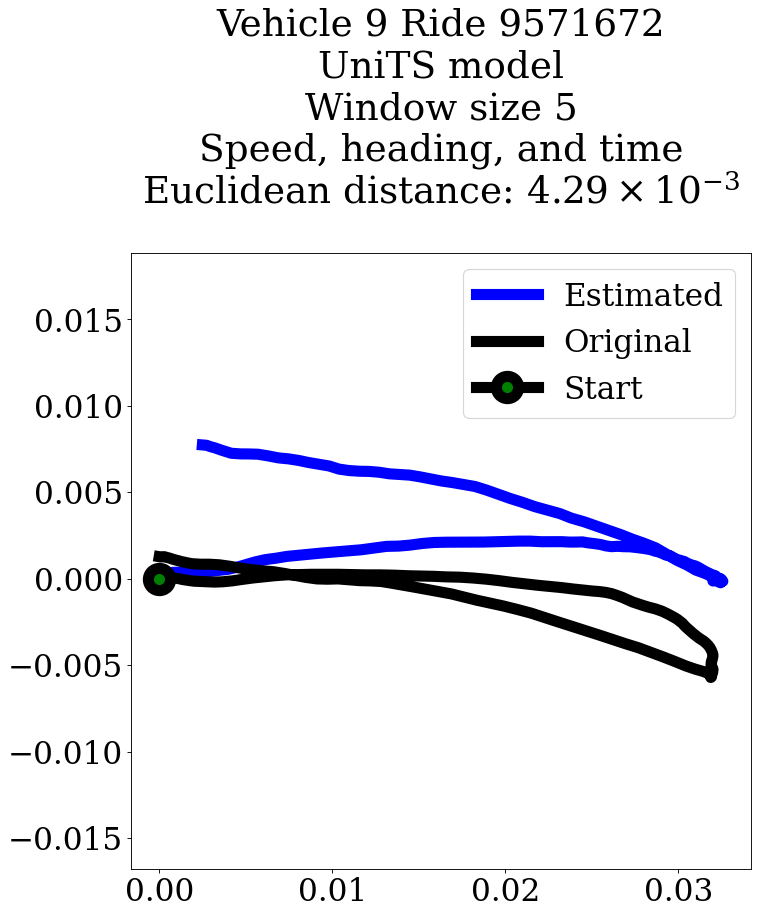 Vehicle 9 Ride 9571672
UniTS model
Window size 5
Speed, heading, and time
Euclidean distance: 4.29 × 10⁻³
Estimated
Original
Start
0.015
0.010
0.005
0.000
−0.005
−0.010
−0.015
0.00 0.01 0.02 0.03